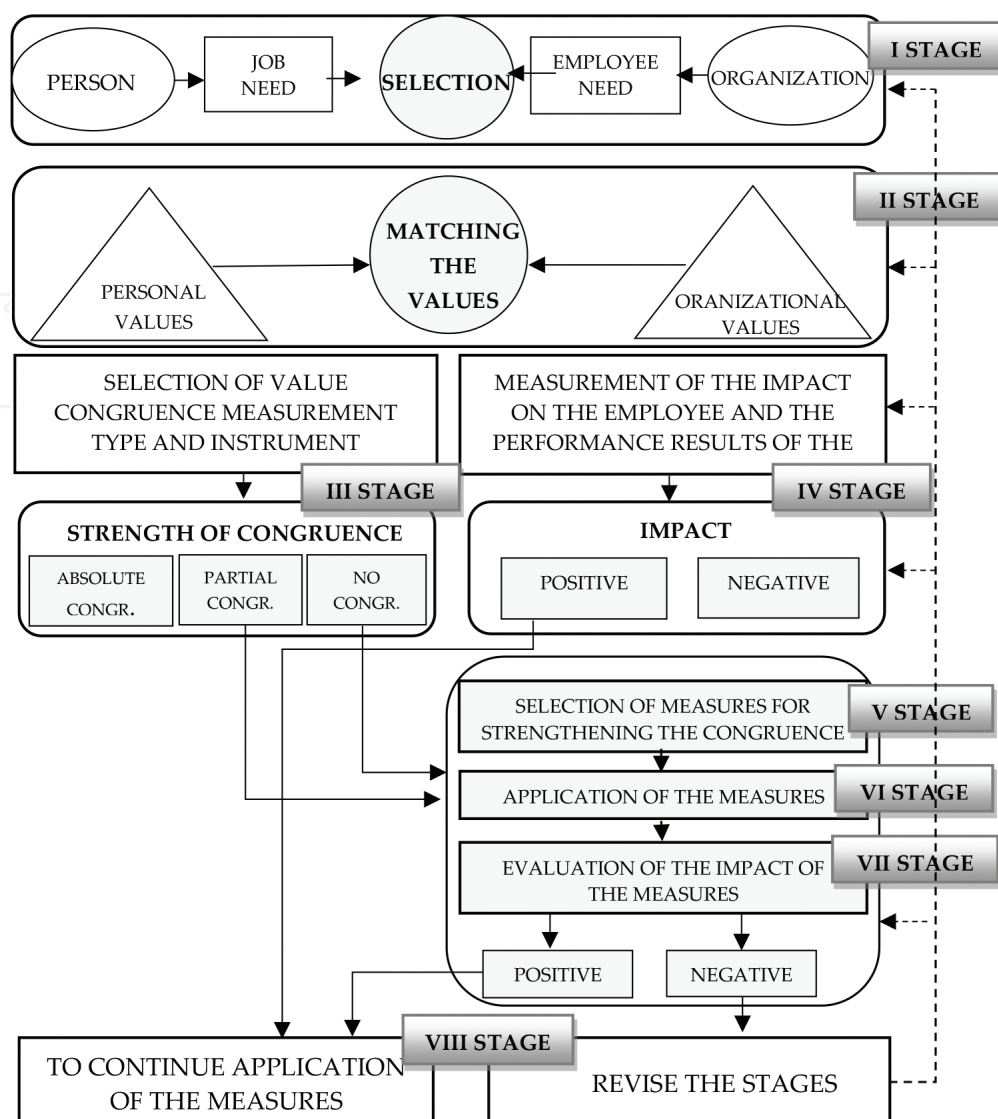 I STAGE
PERSON
JOB
NEED
SELECTION
EMPLOYEE
NEED
ORGANIZATION
II STAGE
PERSONAL
VALUES
MATCHING
THE
VALUES
ORANIZATIONAL
VALUES
SELECTION OF VALUE
CONGRUENCE MEASUREMENT
TYPE AND INSTRUMENT
MEASUREMENT OF THE IMPACT
ON THE EMPLOYEE AND THE
PERFORMANCE RESULTS OF THE
III STAGE
IV STAGE
STRENGTH OF CONGRUENCE
ABSOLUTE
CONGR.
PARTIAL
CONGR.
NO
CONGR.
IMPACT
POSITIVE
NEGATIVE
SELECTION OF MEASURES FOR
STRENGTHENING THE CONGRUENCE
V STAGE
APPLICATION OF THE MEASURES
VI STAGE
EVALUATION OF THE IMPACT OF
THE MEASURES
VII STAGE
POSITIVE
NEGATIVE
VIII STAGE
TO CONTINUE APPLICATION
OF THE MEASURES
REVISE THE STAGES